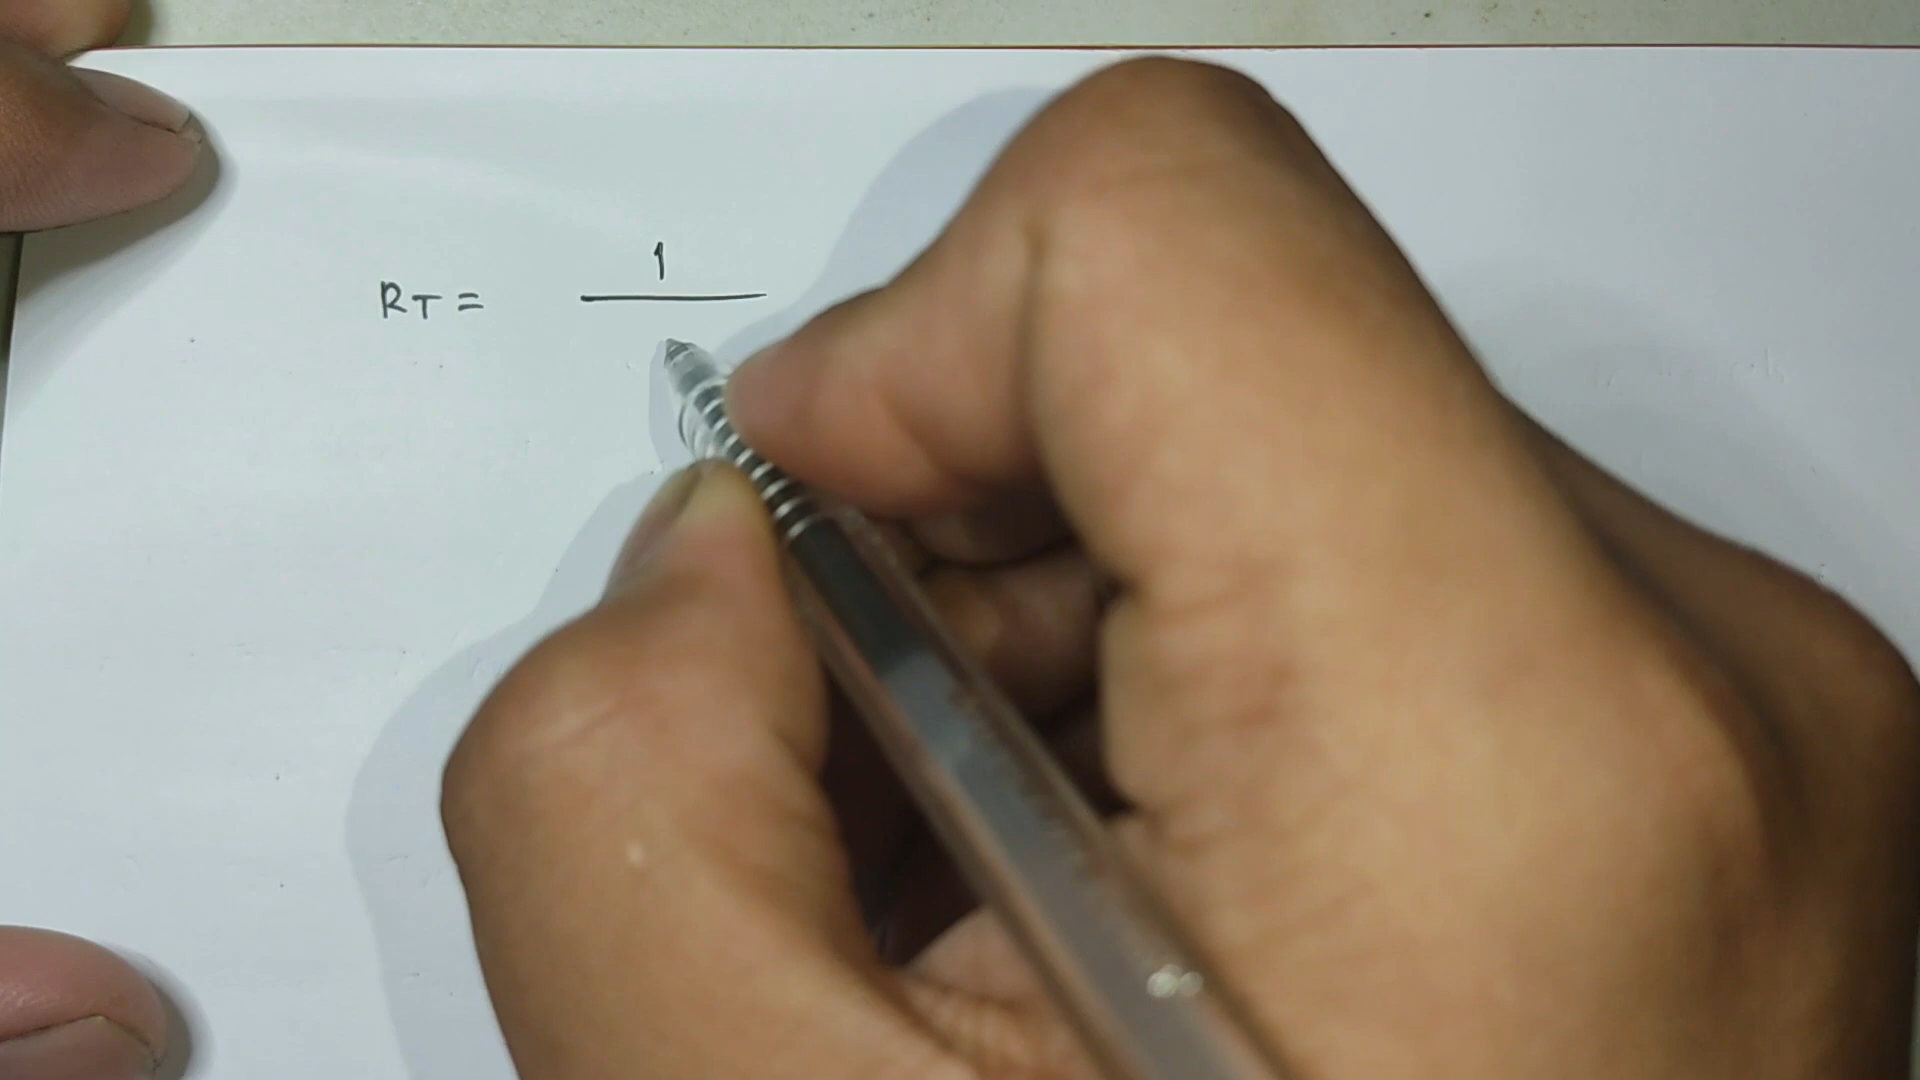 RT = 1